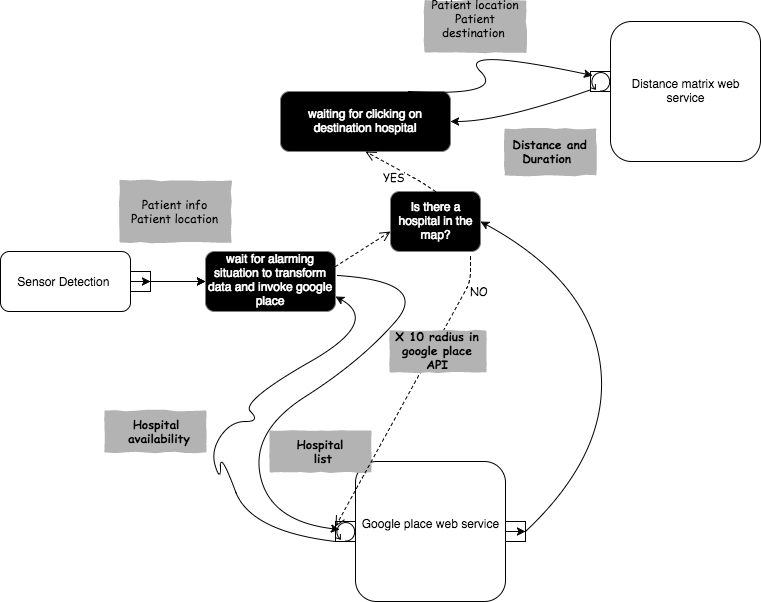 Patient location
Patient
destination
Distance matrix web
service
waiting for clicking on
destination hospital
Distance and
Duration
YES
Patient info
Patient location
Is there a
hospital in the
map?
wait for alarming
situation to transform
data and invoke google
place
Sensor Detection
NO
X 10 radius in
google place
API
Hospital
availability
Hospital
list
Google place web service